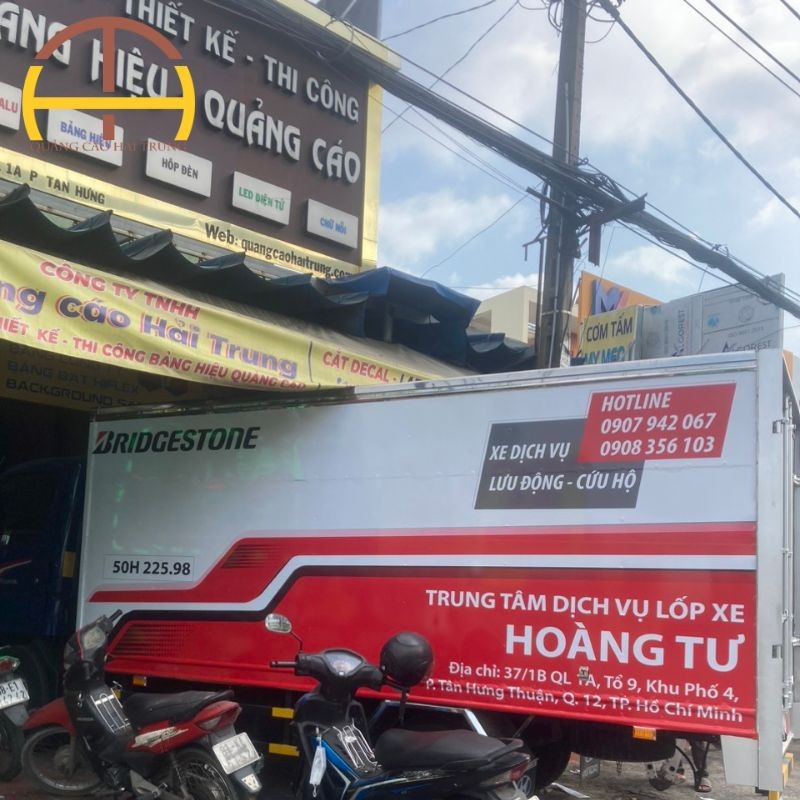 THIẾT KẾ - THI CÔNG
HIỆU QUẢNG CÁO
ALU
BẢNG HIỆU
HỘP ĐÈN
LED ĐIỆN TỬ
CHỮ NỔI
QUẢNG CÁO HẢI TRUNG
1A P TÂN HƯNG
Web: quangcaohaitrung.com
CÔNG TY TNHH
ng cáo Hải Trung
THIẾT KẾ - THI CÔNG BẢNG HIỆU QUẢNG CÁO
CẮT DECAL -
BẢNG BẠT HIFLEX
BACKGROUND
CƠM TẤM
BRIDGESTONE
XE DỊCH VỤ
LƯU ĐỘNG - CỨU HỘ
HOTLINE
0907 942 067
0908 356 103
50H 225.98
TRUNG TÂM DỊCH VỤ LỐP XE
HOÀNG TƯ
Địa chỉ: 37/1B QL 1A, Tổ 9, Khu Phố 4,
P. Tân Hưng Thuận, Q. 12, TP. Hồ Chí Minh